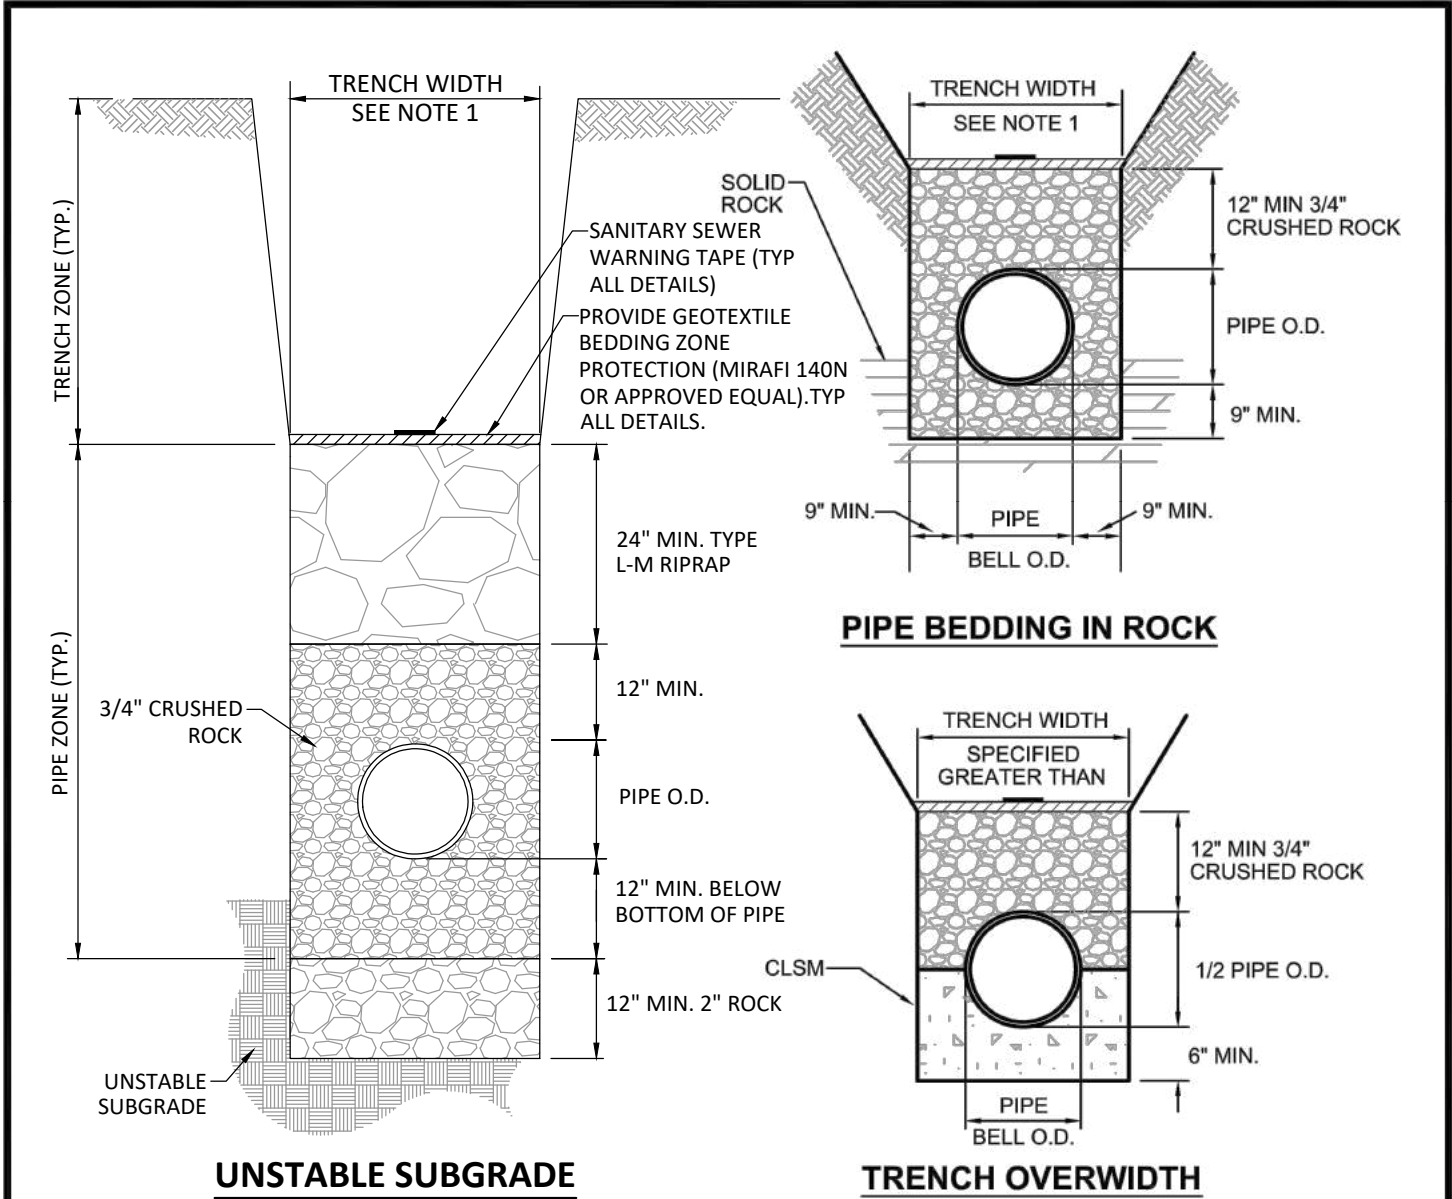 TRENCH WIDTH
SEE NOTE 1
TRENCH ZONE (TYP.)
SANITARY SEWER
WARNING TAPE (TYP
ALL DETAILS)
PROVIDE GEOTEXTILE
BEDDING ZONE
PROTECTION (MIRAFI 140N
OR APPROVED EQUAL).TYP
ALL DETAILS.
PIPE ZONE (TYP.)
24" MIN. TYPE
L-M RIPRAP
12" MIN.
3/4" CRUSHED
ROCK
PIPE O.D.
12" MIN. BELOW
BOTTOM OF PIPE
12" MIN. 2" ROCK
UNSTABLE
SUBGRADE
UNSTABLE SUBGRADE
TRENCH WIDTH
SEE NOTE 1
SOLID
ROCK
12" MIN 3/4"
CRUSHED ROCK
PIPE O.D.
9" MIN.
9" MIN.
PIPE
BELL O.D.
9" MIN.
PIPE BEDDING IN ROCK
TRENCH WIDTH
SPECIFIED
GREATER THAN
12" MIN 3/4"
CRUSHED ROCK
CLSM
1/2 PIPE O.D.
6" MIN.
PIPE
BELL O.D.
TRENCH OVERWIDTH